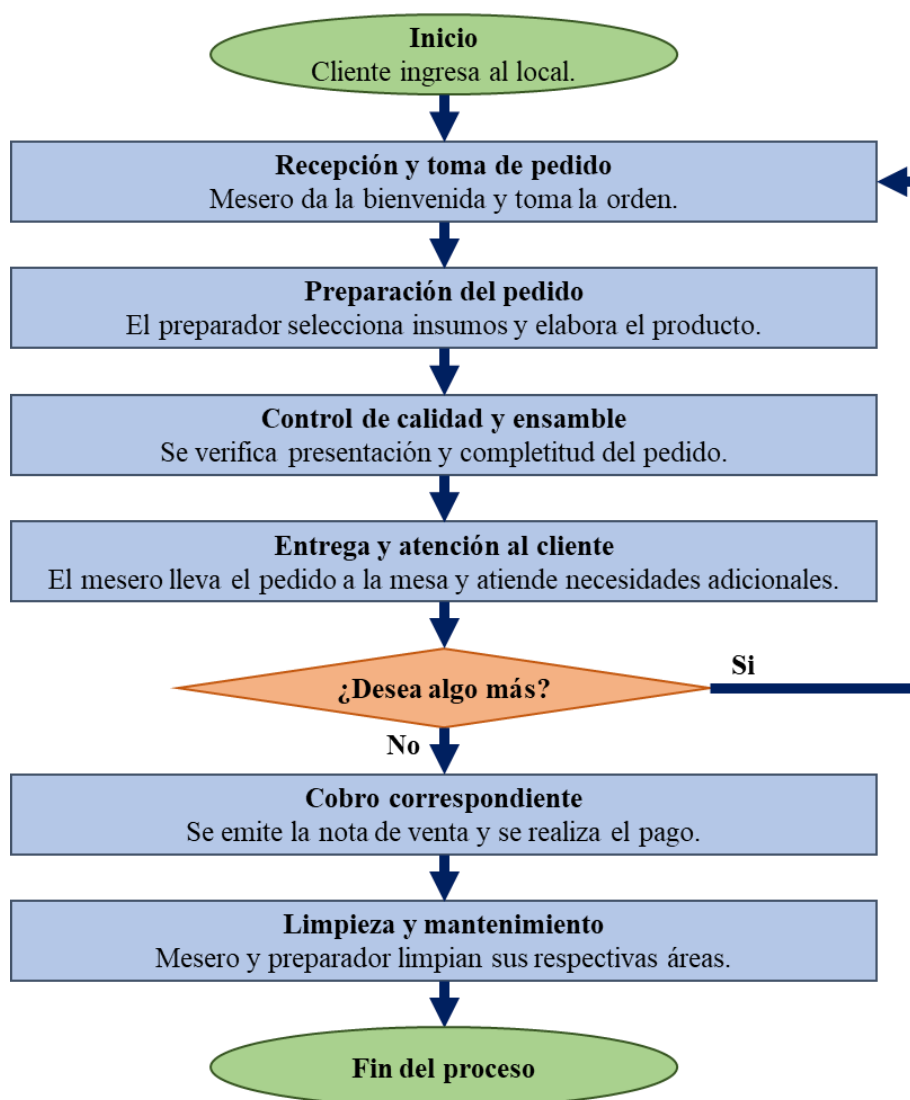 Inicio
Cliente ingresa al local.
Recepción y toma de pedido
Mesero da la bienvenida y toma la orden.
Preparación del pedido
El preparador selecciona insumos y elabora el producto.
Control de calidad y ensamble
Se verifica presentación y completitud del pedido.
Entrega y atención al cliente
El mesero lleva el pedido a la mesa y atiende necesidades adicionales.
¿Desea algo más?
Si
No
Cobro correspondiente
Se emite la nota de venta y se realiza el pago.
Limpieza y mantenimiento
Mesero y preparador limpian sus respectivas áreas.
Fin del proceso